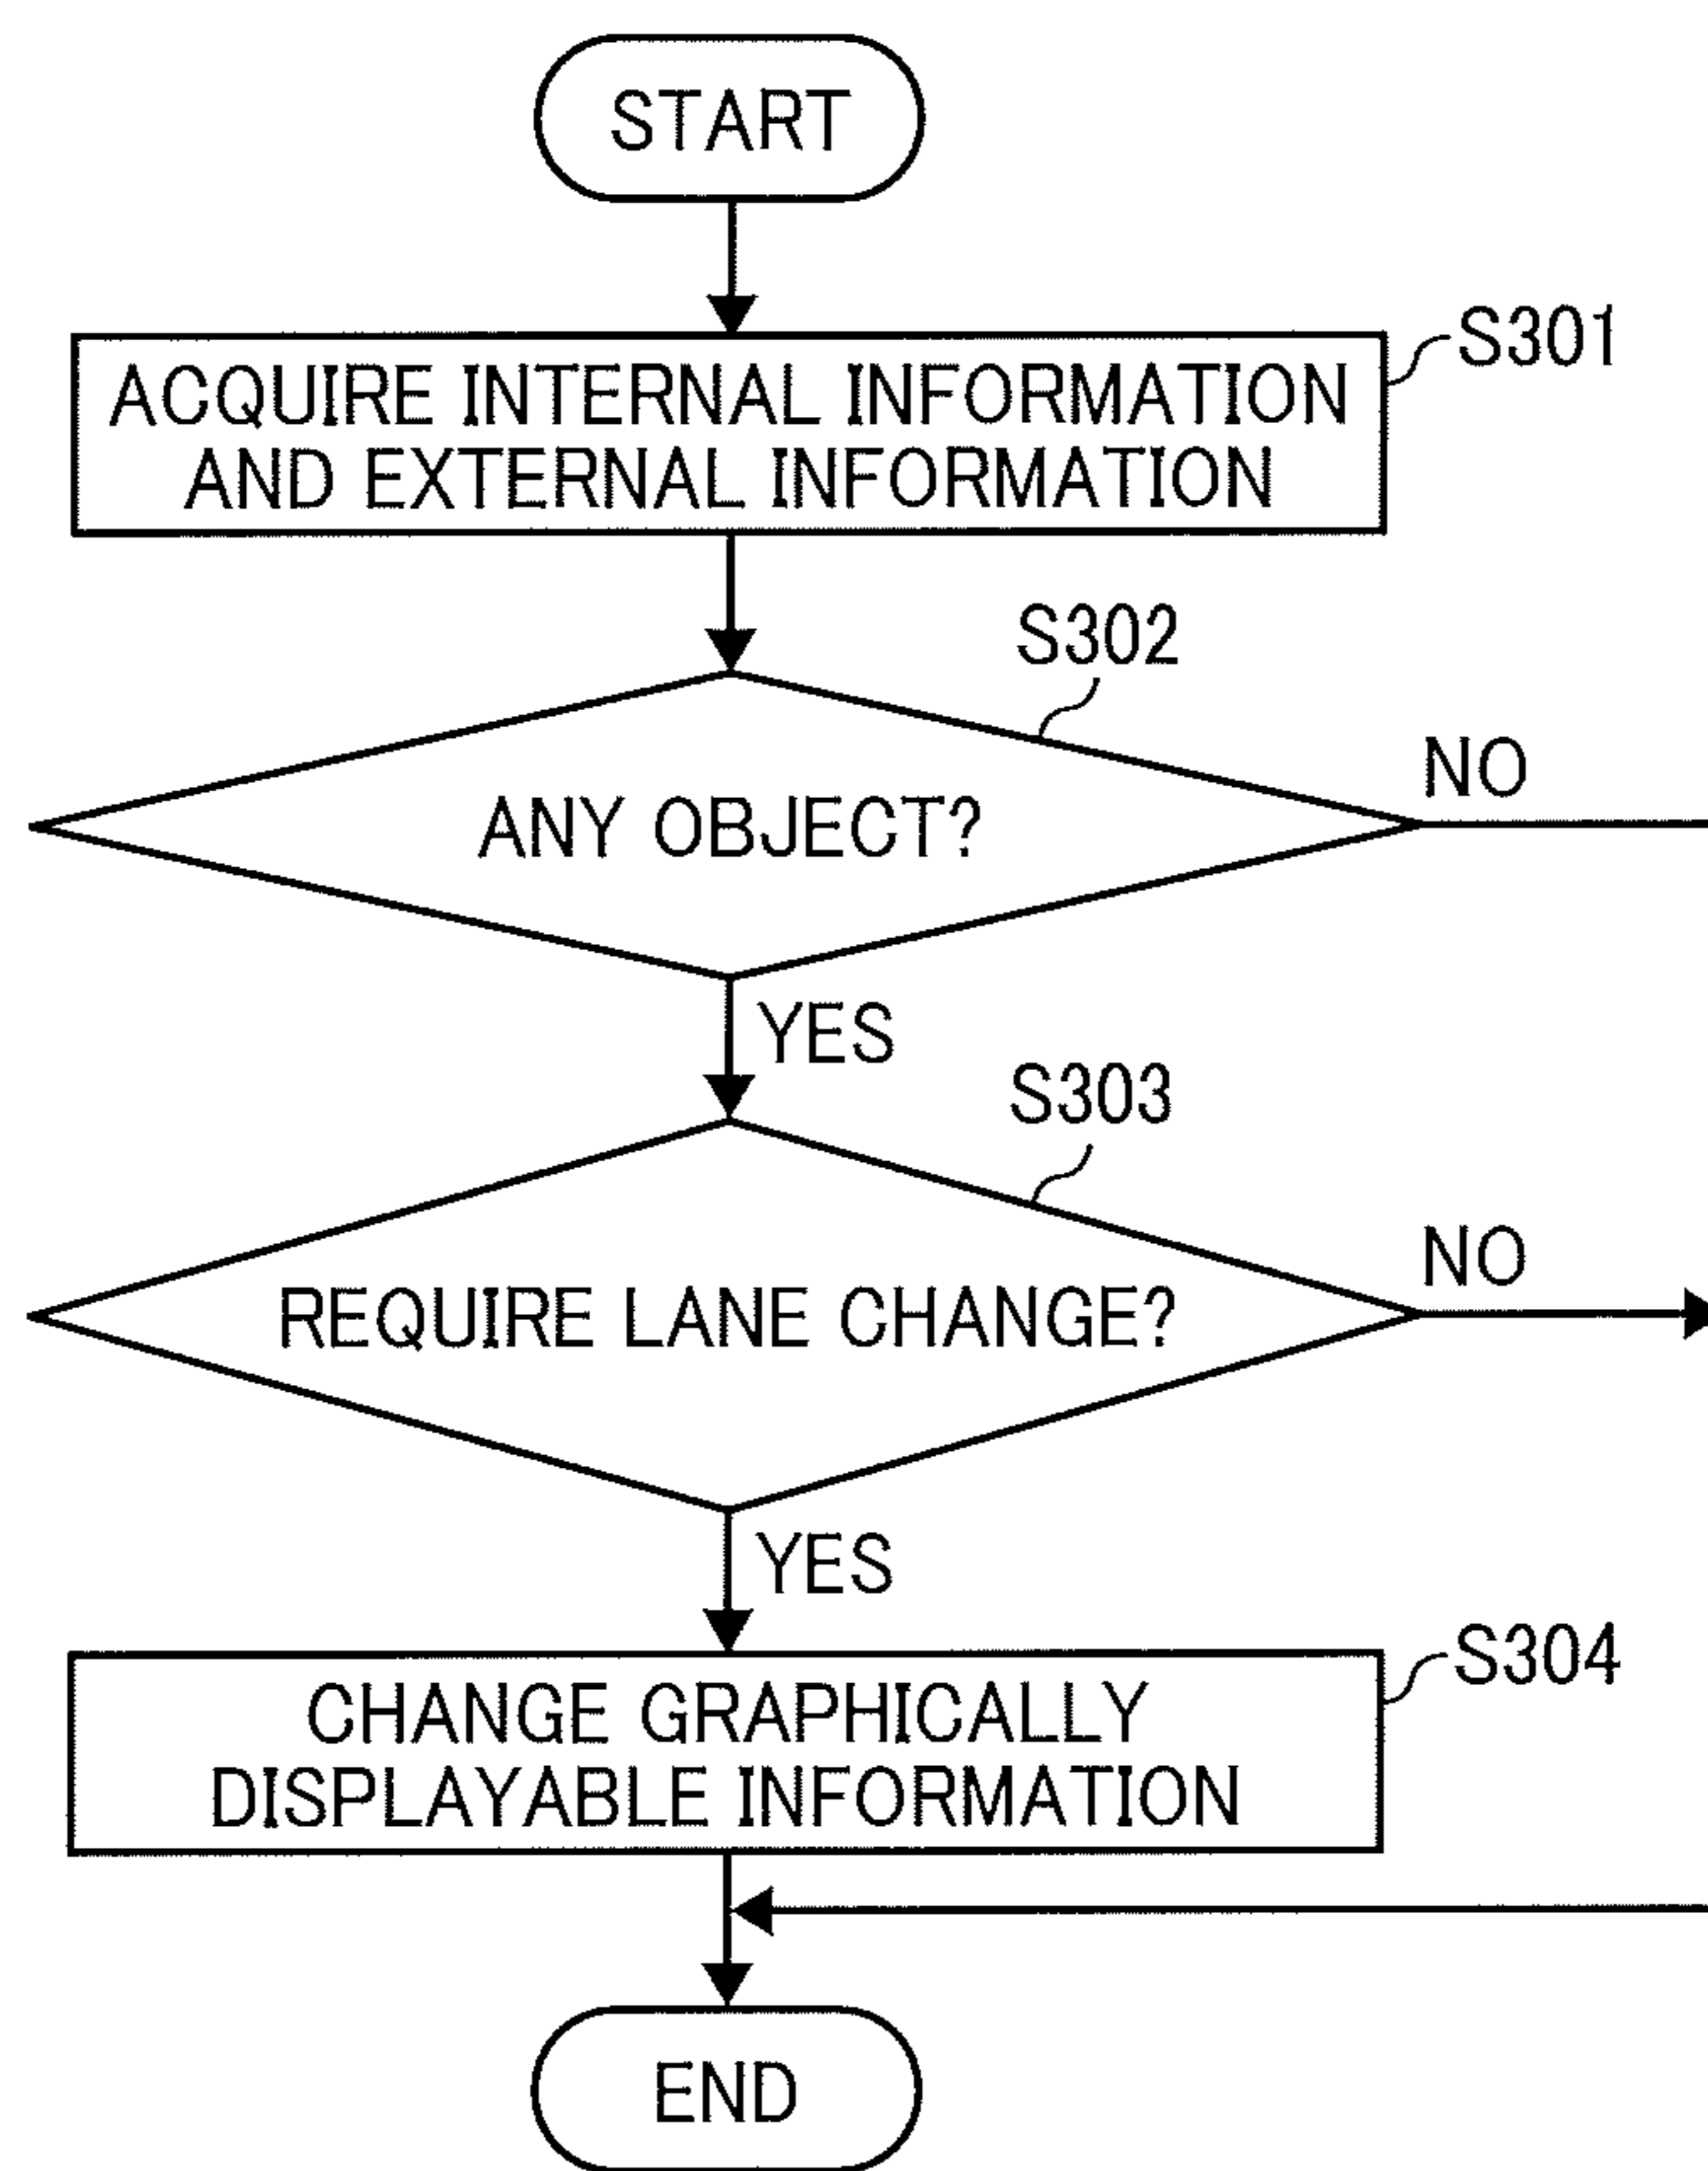 START
S301
ACQUIRE INTERNAL INFORMATION
AND EXTERNAL INFORMATION
S302
NO
ANY OBJECT?
YES
S303
NO
REQUIRE LANE CHANGE?
YES
S304
CHANGE GRAPHICALLY
DISPLAYABLE INFORMATION
END